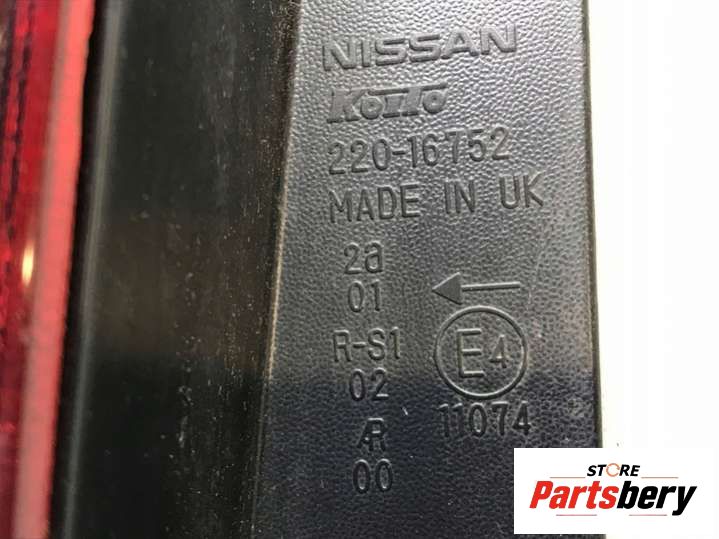 NISSAN
Koito
220-16752
MADE IN UK
2a
01
R-S1
02
E4
11074
AR
00
STORE
Partsbery